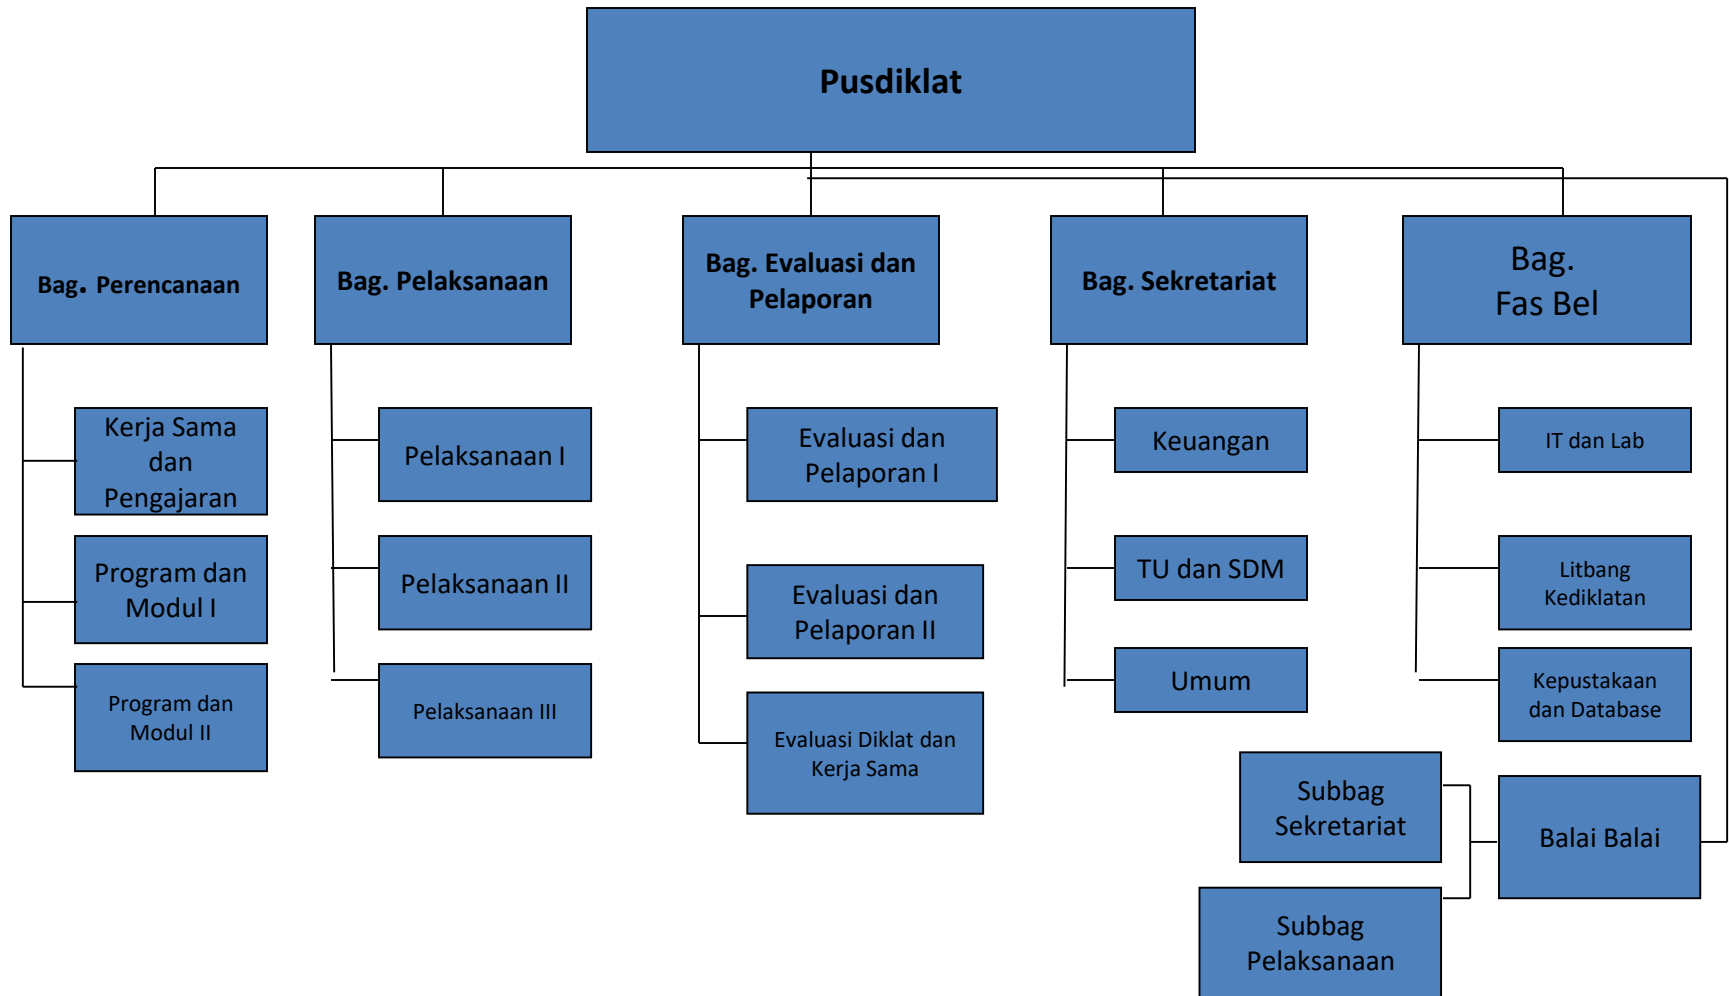 Pusdiklat
Bag. Perencanaan
Bag. Pelaksanaan
Bag. Evaluasi dan
Pelaporan
Bag. Sekretariat
Bag.
Fas Bel
Kerja Sama
dan
Pengajaran
Program dan
Modul I
Program dan
Modul II
Pelaksanaan I
Pelaksanaan II
Pelaksanaan III
Evaluasi dan
Pelaporan I
Evaluasi dan
Pelaporan II
Evaluasi Diklat dan
Kerja Sama
Keuangan
TU dan SDM
Umum
IT dan Lab
Litbang
Kediklatan
Kepustakaan
dan Database
Subbag
Sekretariat
Balai Balai
Subbag
Pelaksanaan